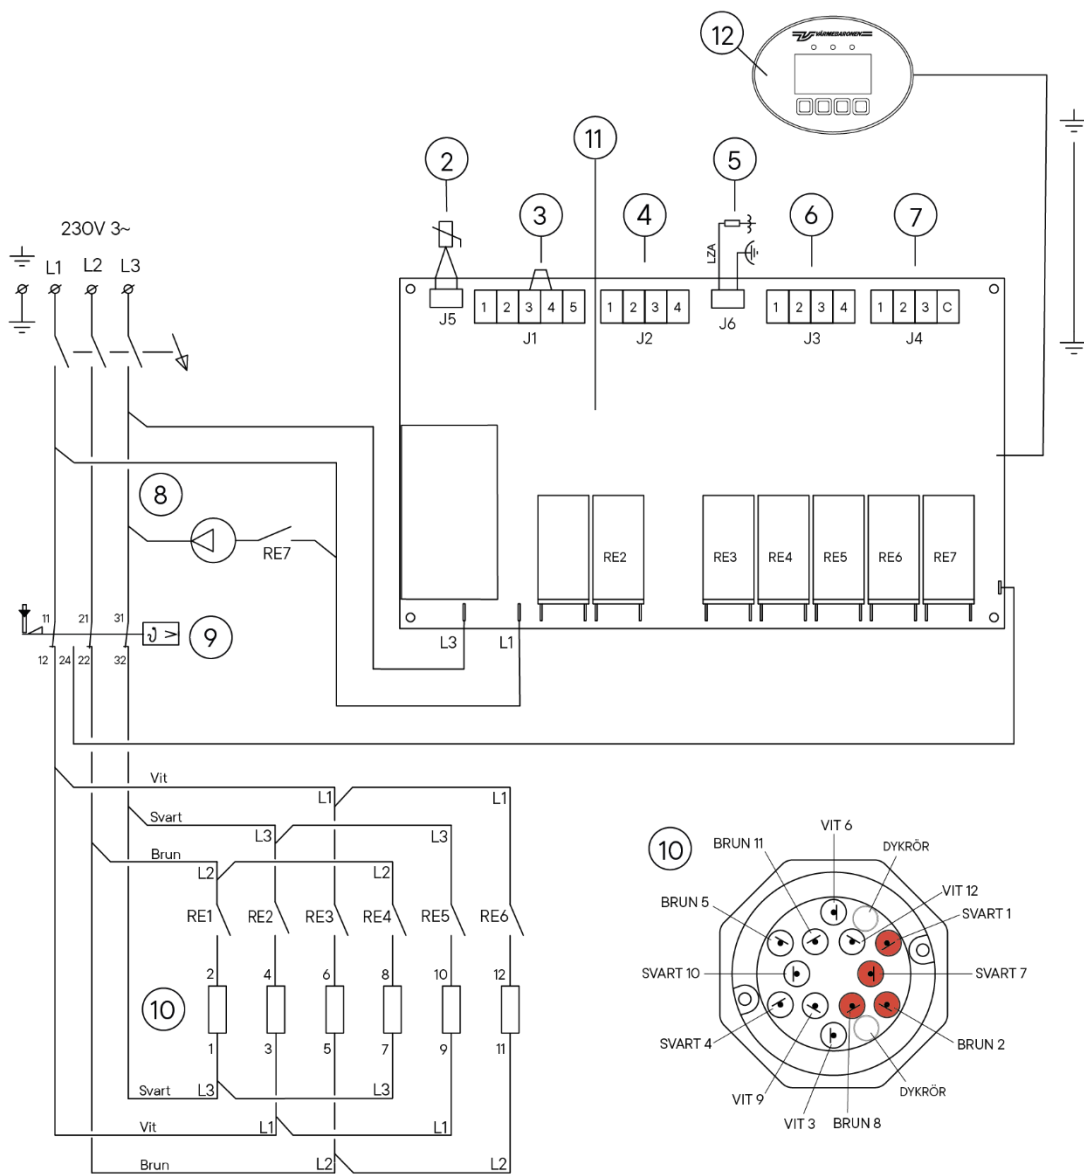 12
VÄRMEBARONEN
2
11
5
3
4
6
7
230V 3~
L1 L2 L3
LZA
J5
1 2 3 4 5
J1
1 2 3 4
J2
J6
1 2 3 4
J3
1 2 3 C
J4
8
RE7
RE2
RE3
RE4
RE5
RE6
RE7
11 21 31
ϑ >
9
12 24 22 32
L3
L1
Vit
L1
L1
Svart
L3
L3
Brun
L2
L2
RE1 RE2 RE3 RE4 RE5 RE6
2 4 6 8 10 12
10
1 3 5 7 9 11
Svart L3
L3
Vit
L1
L1
Brun
L2
L2
10
VIT 6
BRUN 11
DYKRÖR
VIT 12
BRUN 5
SVART 1
SVART 10
SVART 7
SVART 4
BRUN 2
VIT 9
DYKRÖR
VIT 3
BRUN 8